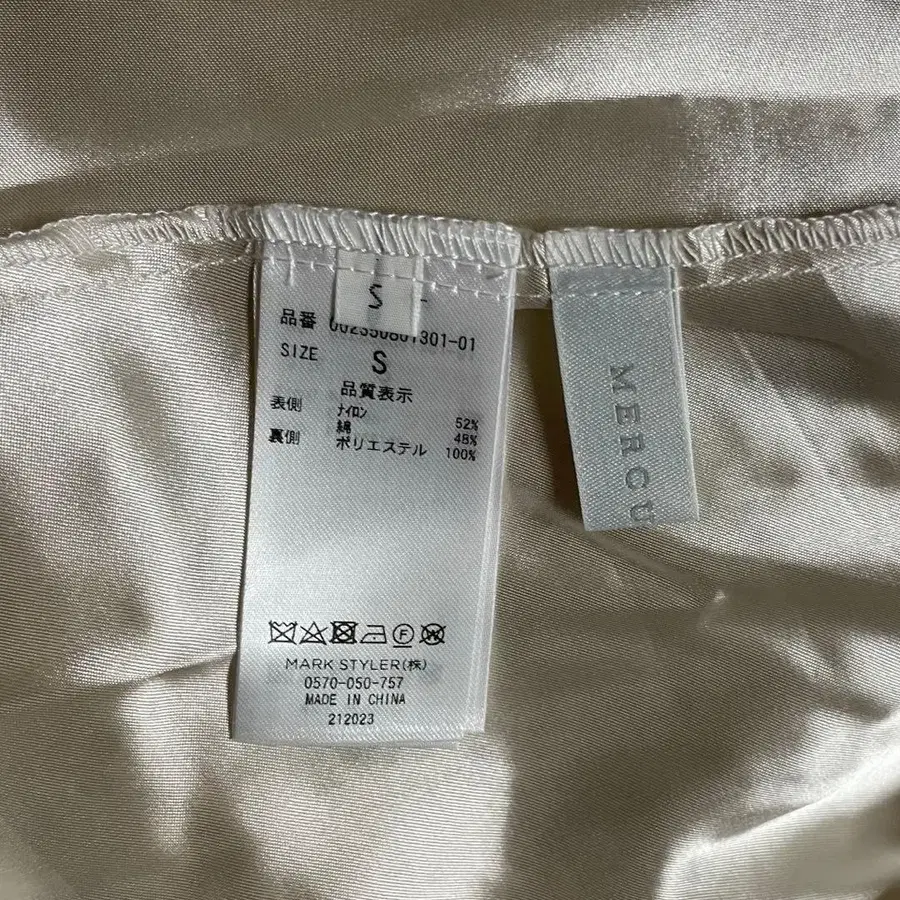 S
品番 002350801301-01
SIZE S
品質表示
表側 ナイロン 52%
綿 48%
裏側 ポリエステル 100%
MARK STYLER(株)
0570-050-757
MADE IN CHINA
212023
MERCU